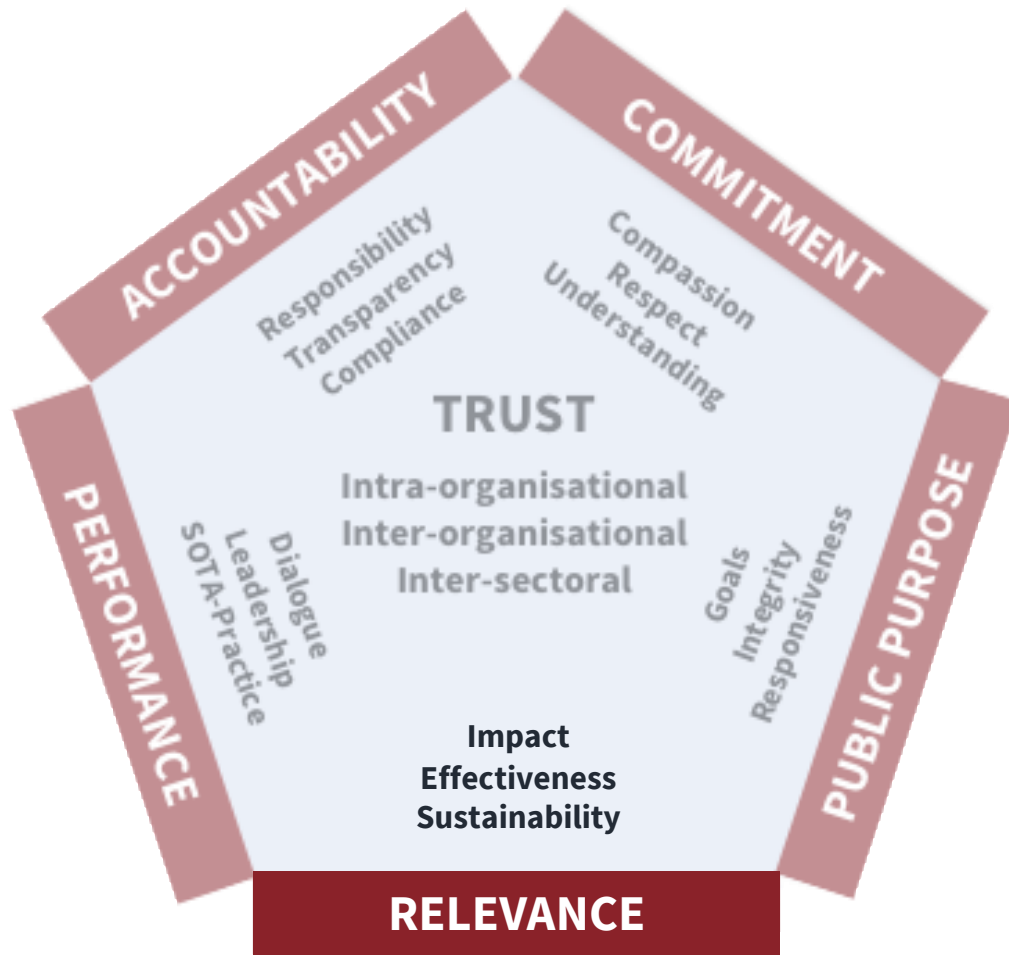 ACCOUNTABILITY
Responsibility
Transparency
Compliance
COMMITMENT
Compassion
Respect
Understanding
TRUST
Intra-organisational
Inter-organisational
Inter-sectoral
PERFORMANCE
SOTA-Practice
Leadership
Dialogue
Goals
Integrity
Responsiveness
PUBLIC PURPOSE
Impact
Effectiveness
Sustainability
RELEVANCE